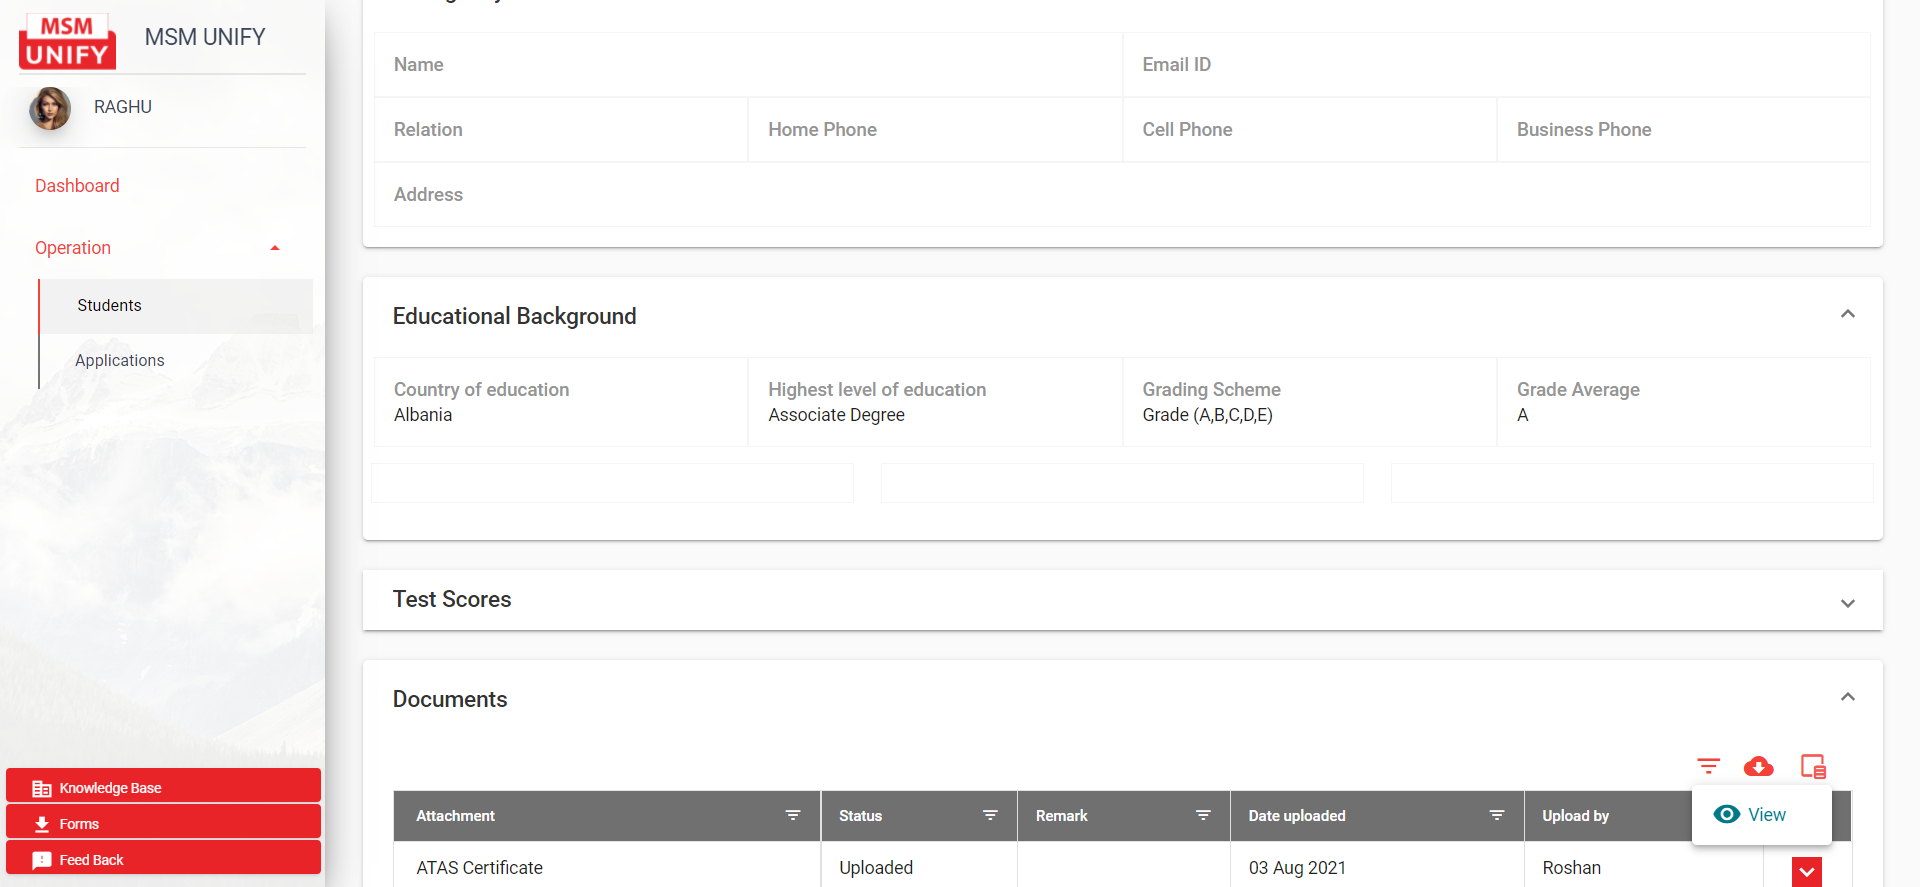 MSM
UNIFY
MSM UNIFY
RAGHU
Dashboard
Operation
Students
Applications
Knowledge Base
Forms
Feed Back
Name
Email ID
Relation
Home Phone
Cell Phone
Business Phone
Address
Educational Background
Country of education
Albania
Highest level of education
Associate Degree
Grading Scheme
Grade (A,B,C,D,E)
Grade Average
A
Test Scores
Documents
View
Attachment
Status
Remark
Date uploaded
Upload by
ATAS Certificate
Uploaded
03 Aug 2021
Roshan